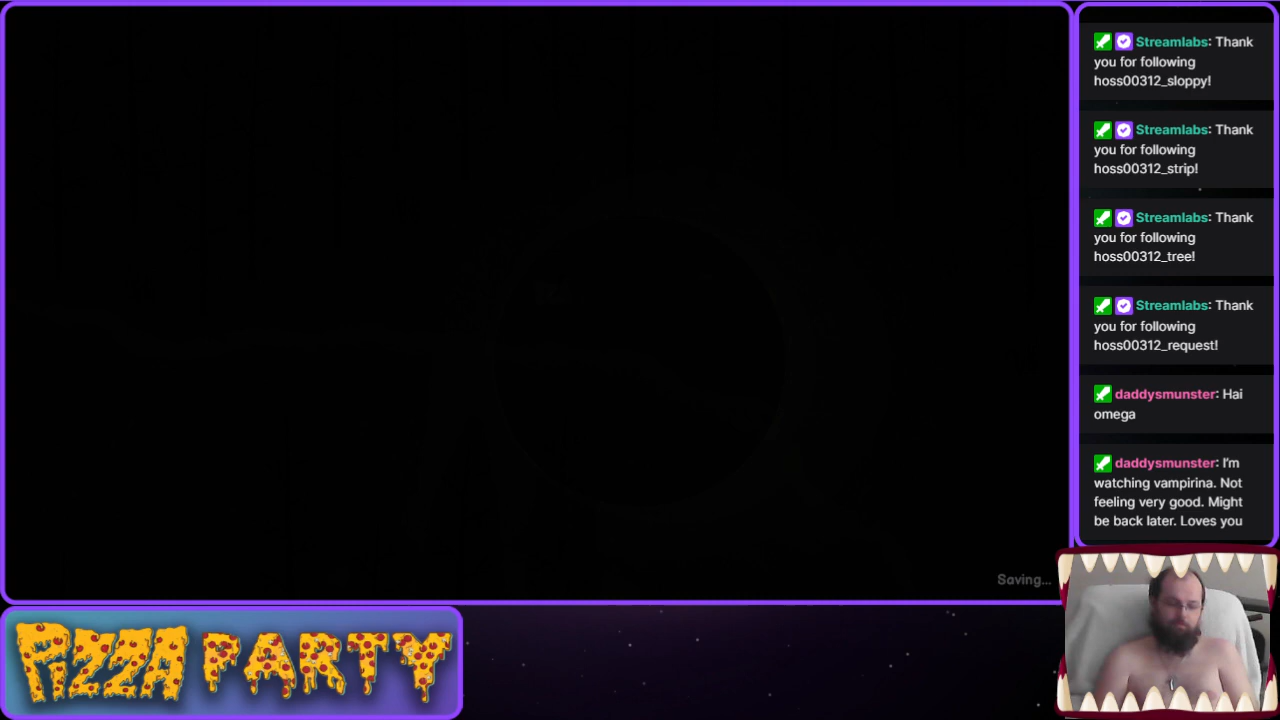 Streamlabs: Thank
you for following
hoss00312_sloppy!
Streamlabs: Thank
you for following
hoss00312_strip!
Streamlabs: Thank
you for following
hoss00312_tree!
Streamlabs: Thank
you for following
hoss00312_request!
daddysmunster: Hai
omega
daddysmunster: I'm
watching vampirina. Not
feeling very good. Might
be back later. Loves you
Saving...
PIZZA PARTY